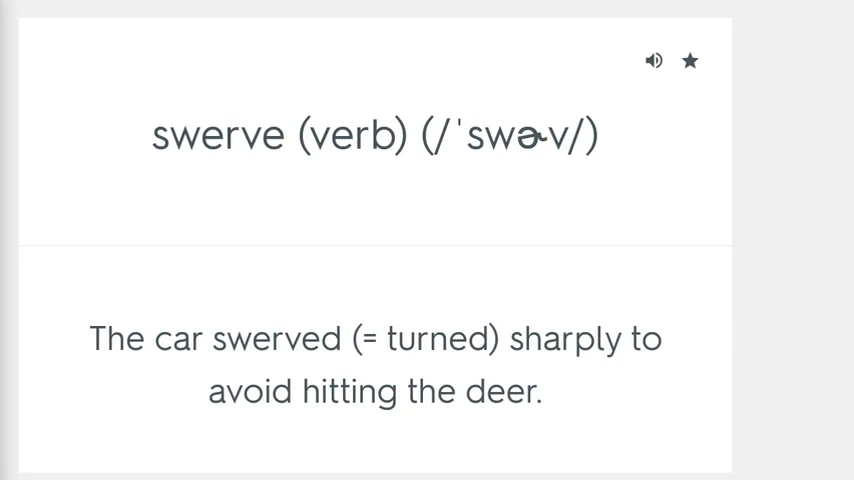 swerve (verb) (/ˈswɚv/)
The car swerved (= turned) sharply to
avoid hitting the deer.